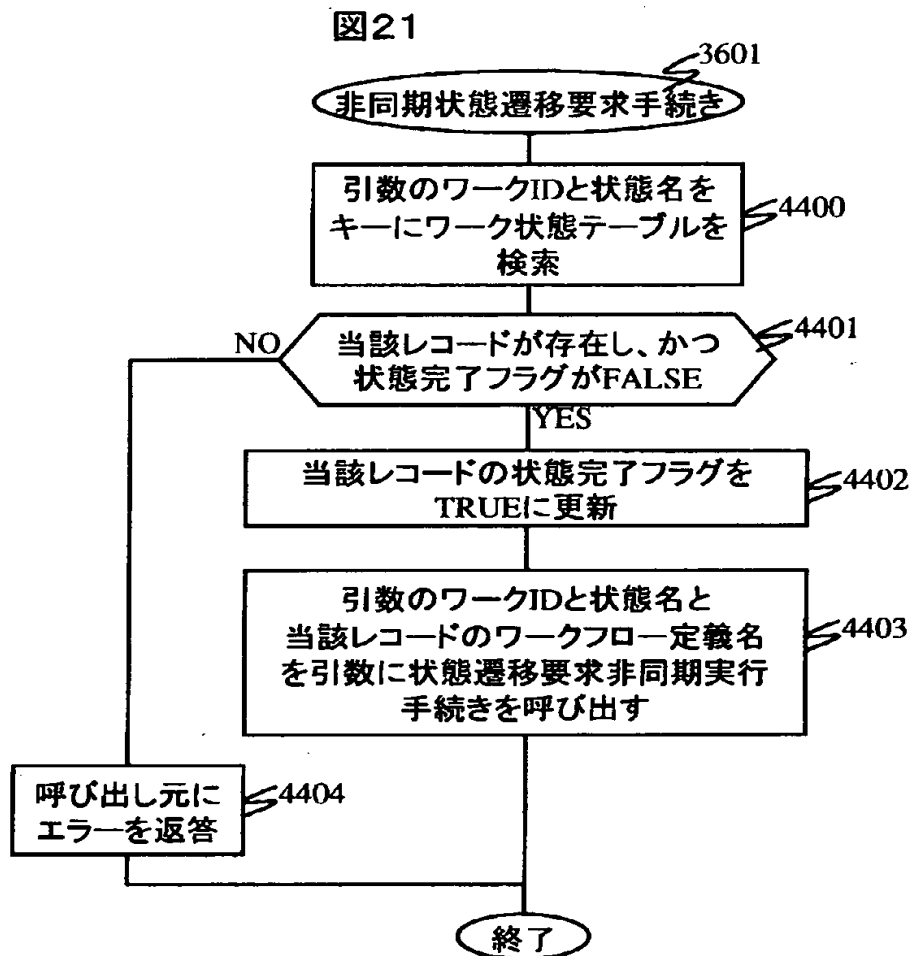 図21
3601
非同期状態遷移要求手続き
引数のワークIDと状態名を
キーにワーク状態テーブルを
検索
4400
NO
当該レコードが存在し、かつ
状態完了フラグがFALSE
4401
YES
当該レコードの状態完了フラグを
TRUEに更新
4402
引数のワークIDと状態名と
当該レコードのワークフロー定義名
を引数に状態遷移要求非同期実行
手続きを呼び出す
4403
呼び出し元に
エラーを返答
4404
終了